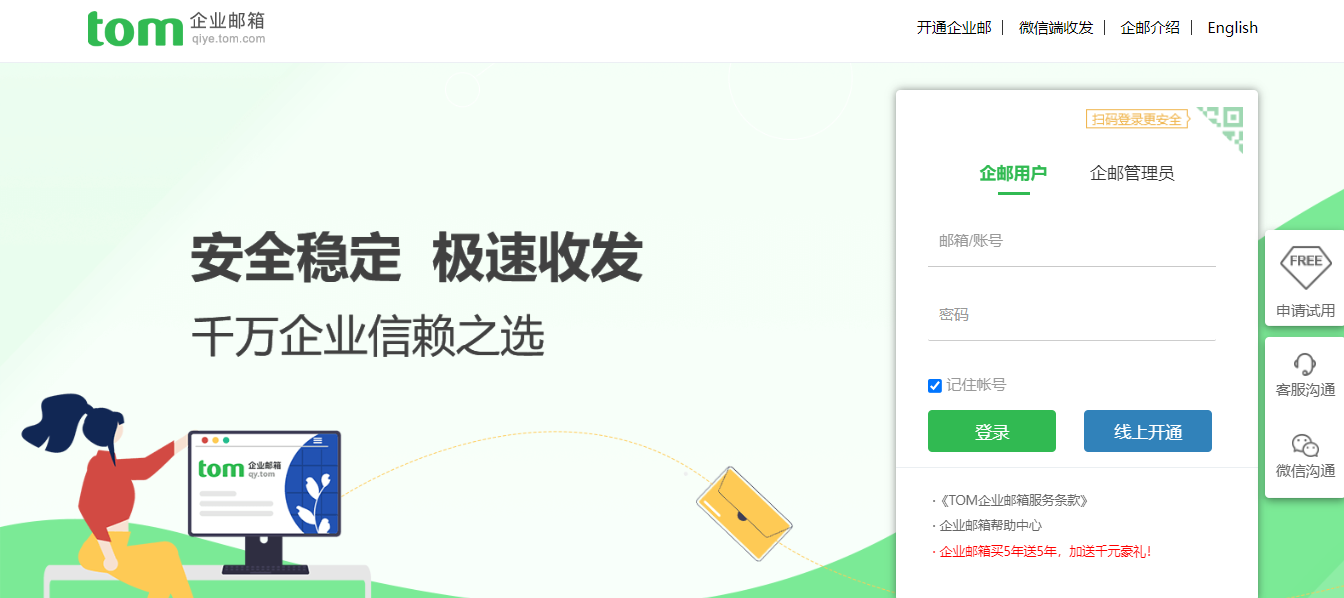 tom 企业邮箱
qiye.tom.com
开通企业邮 | 微信端收发 | 企邮介绍 | English
扫码登录更安全
企邮用户 企邮管理员
邮箱/账号
密码
记住帐号
登录 线上开通
·《TOM企业邮箱服务条款》
· 企业邮箱帮助中心
· 企业邮箱买5年送5年，加送千元豪礼！
安全稳定 极速收发
千万企业信赖之选
tom 企业邮箱
qy.tom
FREE
申请试用
客服沟通
微信沟通